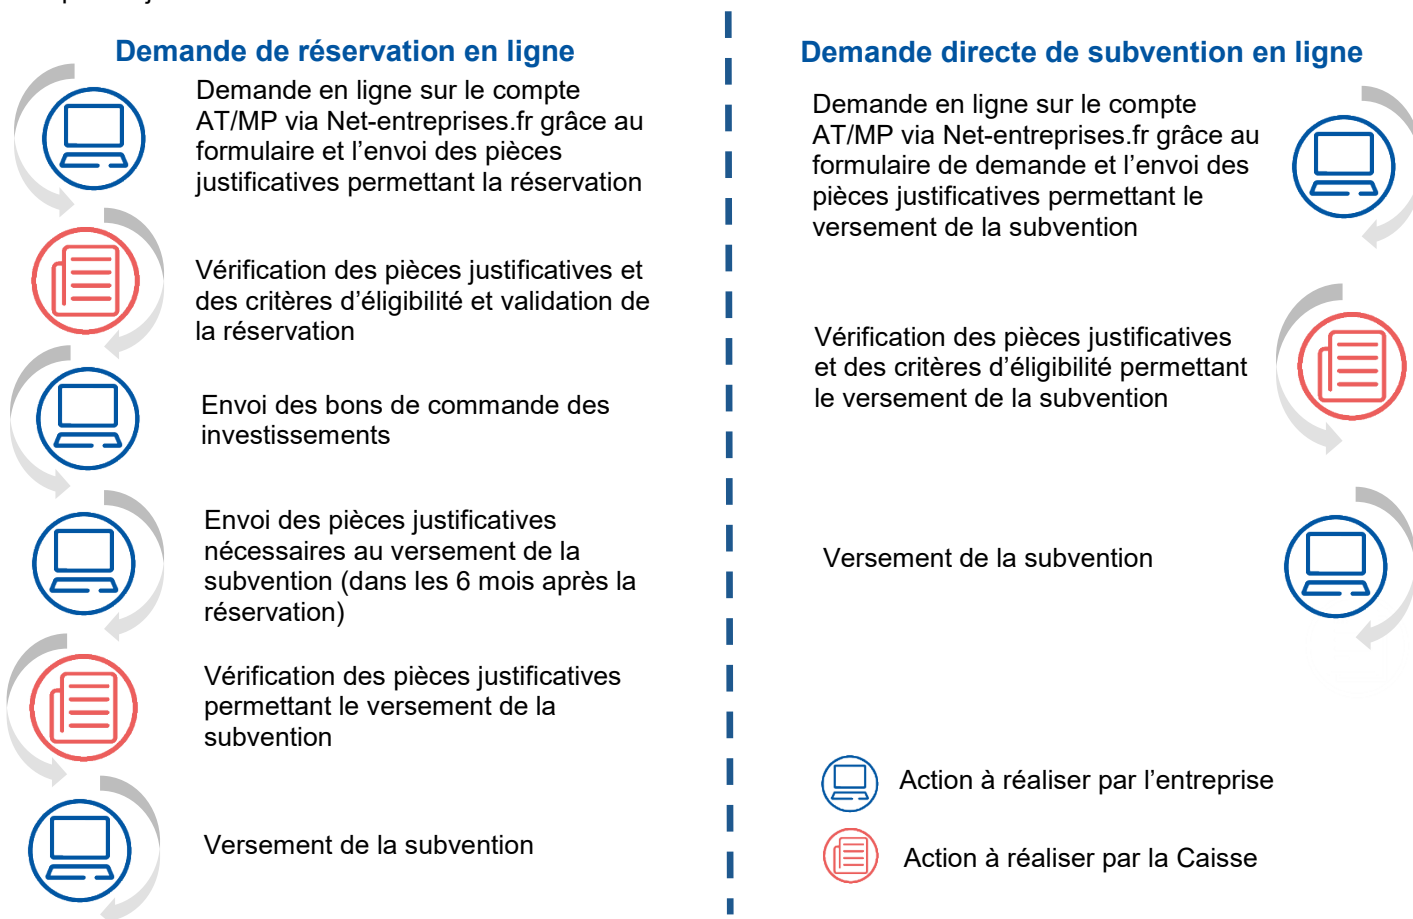 Demande de réservation en ligne
Demande en ligne sur le compte
AT/MP via Net-entreprises.fr grâce au
formulaire et l’envoi des pièces
justificatives permettant la réservation
Vérification des pièces justificatives et
des critères d’éligibilité et validation de
la réservation
Envoi des bons de commande des
investissements
Envoi des pièces justificatives
nécessaires au versement de la
subvention (dans les 6 mois après la
réservation)
Vérification des pièces justificatives
permettant le versement de la
subvention
Versement de la subvention
Demande directe de subvention en ligne
Demande en ligne sur le compte
AT/MP via Net-entreprises.fr grâce au
formulaire de demande et l’envoi des
pièces justificatives permettant le
versement de la subvention
Vérification des pièces justificatives
et des critères d’éligibilité permettant
le versement de la subvention
Versement de la subvention
Action à réaliser par l’entreprise
Action à réaliser par la Caisse